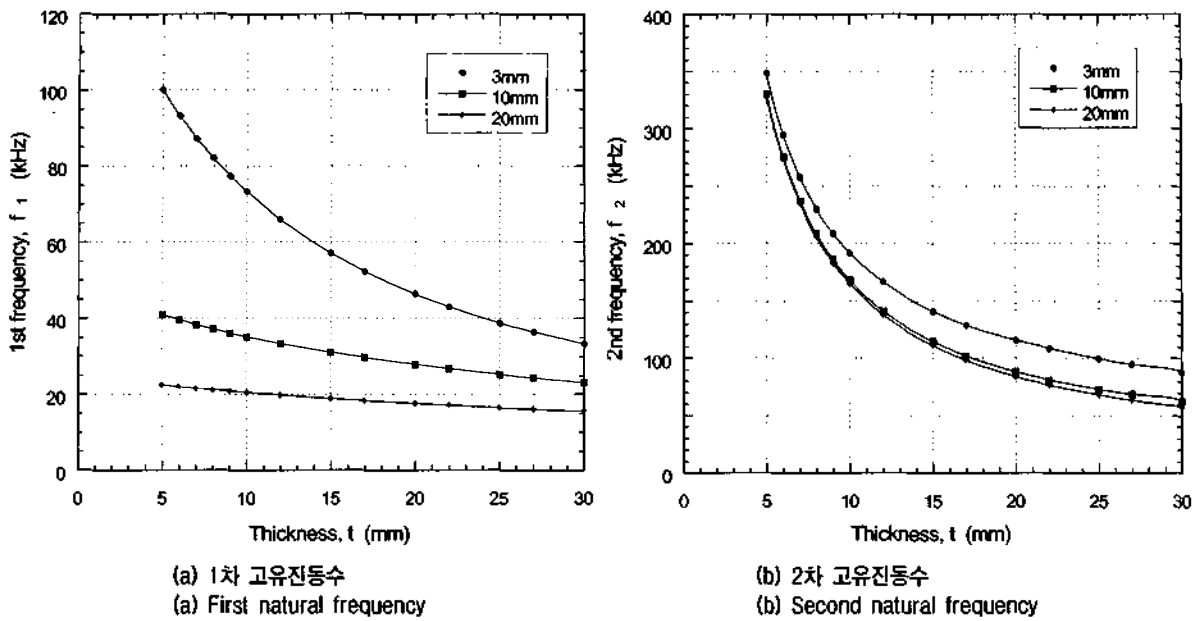 120
100
80
60
40
20
0
1st frequency, f 1 (kHz)
3mm
10mm
20mm
0 5 10 15 20 25 30
Thickness, t (mm)
(a) 1차 고유진동수
(a) First natural frequency
400
300
200
100
0
2nd frequency, f 2 (kHz)
3mm
10mm
20mm
0 5 10 15 20 25 30
Thickness, t (mm)
(b) 2차 고유진동수
(b) Second natural frequency